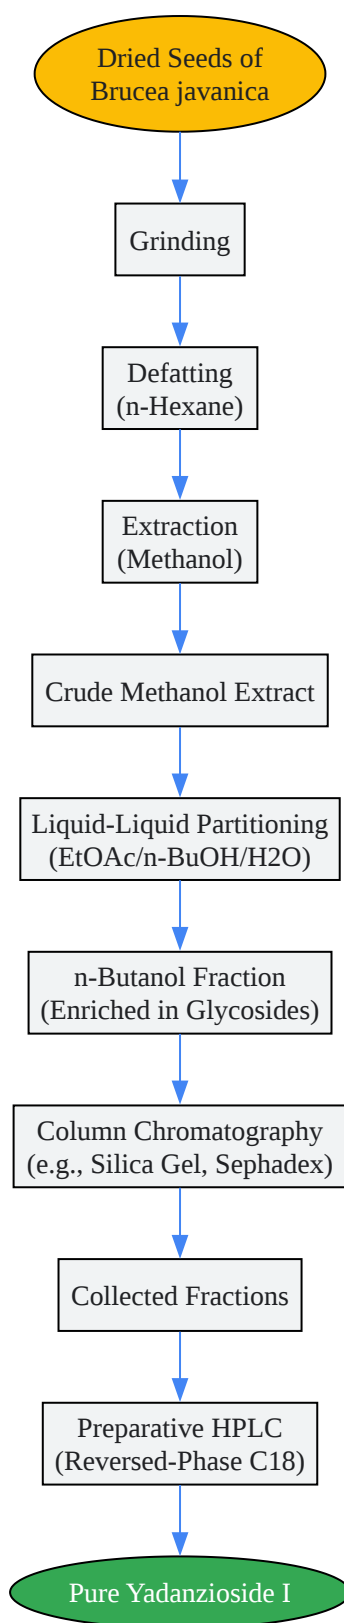 Dried Seeds of
Brucea javanica
Grinding
Defatting
(n-Hexane)
Extraction
(Methanol)
Crude Methanol Extract
Liquid-Liquid Partitioning
(EtOAc/n-BuOH/H2O)
n-Butanol Fraction
(Enriched in Glycosides)
Column Chromatography
(e.g., Silica Gel, Sephadex)
Collected Fractions
Preparative HPLC
(Reversed-Phase C18)
Pure Yadanzioside I